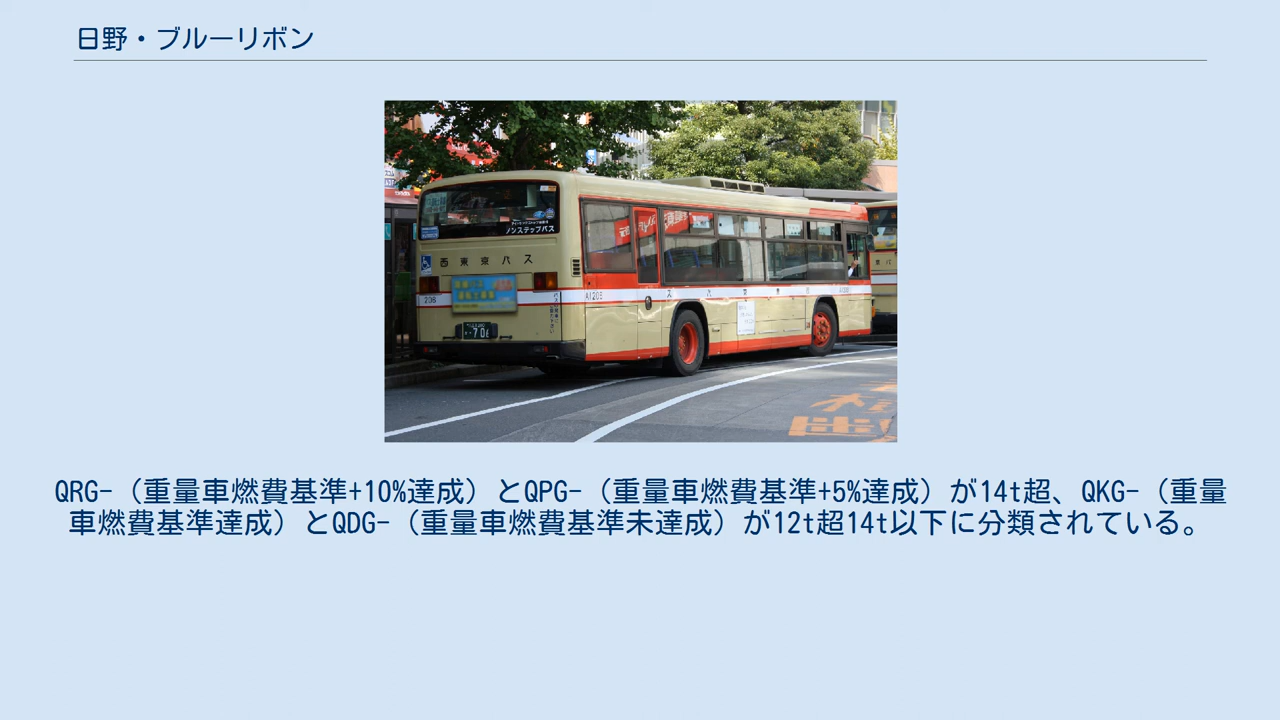 日野・ブルーリボン
ノンステップバス
西東京バス
206
A1205
・・70ℓ
QRG-（重量車燃費基準+10%達成）とQPG-（重量車燃費基準+5%達成）が14t超、QKG-（重量
車燃費基準達成）とQDG-（重量車燃費基準未達成）が12t超14t以下に分類されている。